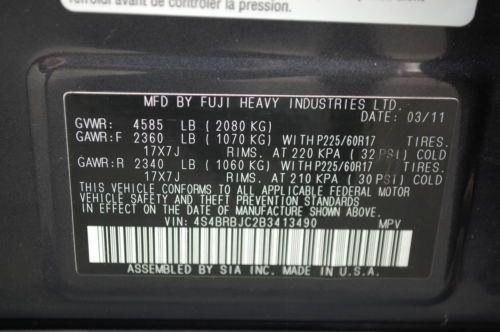 refroidi avant de contrôler la pression.
MFD BY FUJI HEAVY INDUSTRIES LTD.
DATE: 03/11
GVWR: 4585 LB (2080 KG)
GAWR:F 2360 LB (1070 KG) WITH P225/60R17 TIRES.
17X7J RIMS. AT 220 KPA (32 PSI) COLD
GAWR:R 2340 LB (1060 KG) WITH P225/60R17 TIRES.
17X7J RIMS. AT 210 KPA (30 PSI) COLD
THIS VEHICLE CONFORMS TO ALL APPLICABLE FEDERAL MOTOR
VEHICLE SAFETY AND THEFT PREVENTION STANDARDS
IN EFFECT ON THE DATE OF MANUFACTURE SHOWN ABOVE.
VIN: 4S4BRBJC2B3413490 MPV
ASSEMBLED BY SIA INC. MADE IN U.S.A.